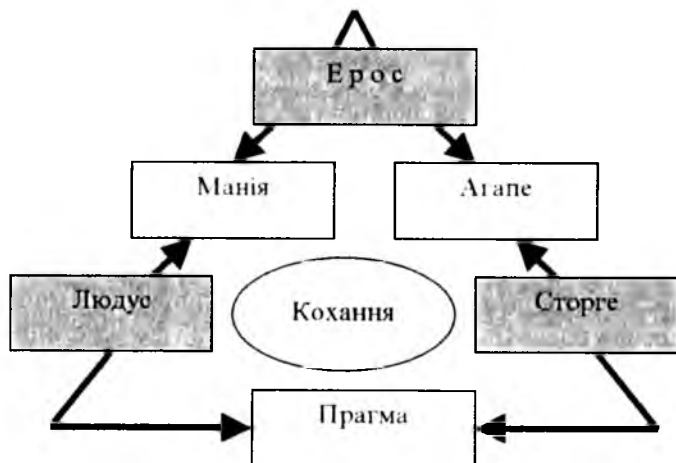 Ерос
Манія
Агапе
Людус
Кохання
Сторге
Прагма